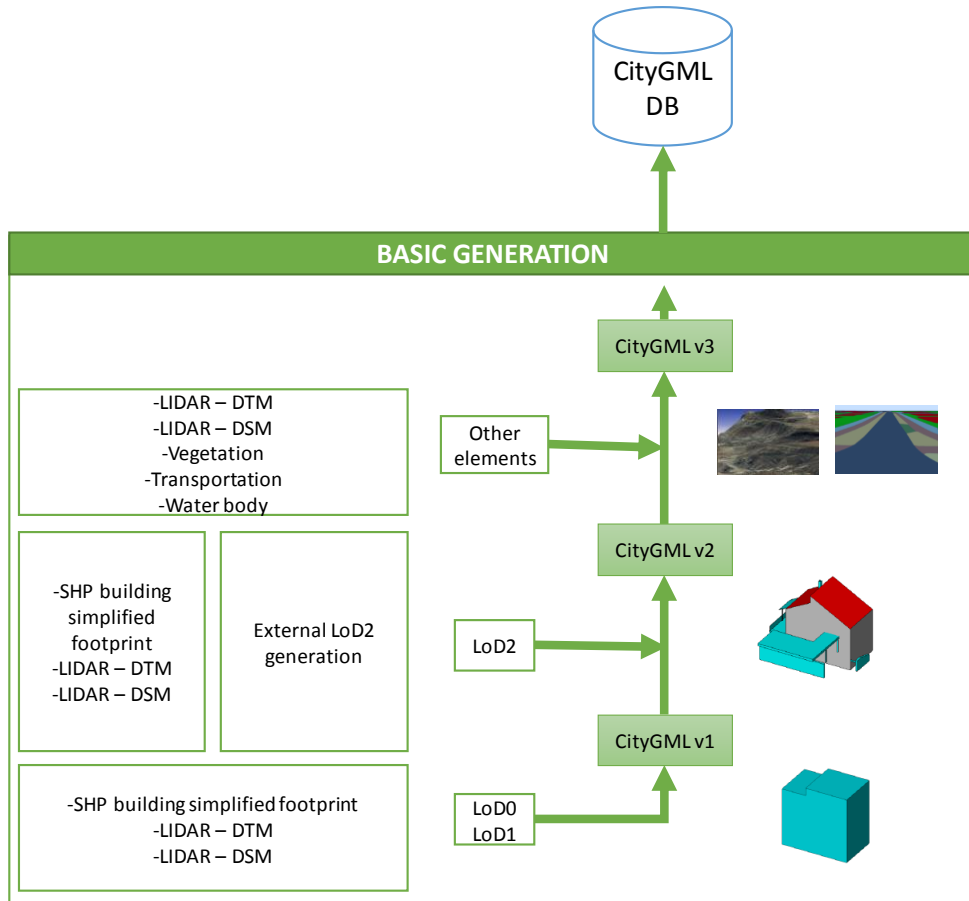 CityGML
DB
BASIC GENERATION
CityGML v3
-LIDAR – DTM
-LIDAR – DSM
-Vegetation
-Transportation
-Water body
Other
elements
CityGML v2
-SHP building
simplified
footprint
-LIDAR – DTM
-LIDAR – DSM
External LoD2
generation
LoD2
CityGML v1
-SHP building simplified footprint
-LIDAR – DTM
-LIDAR – DSM
LoD0
LoD1